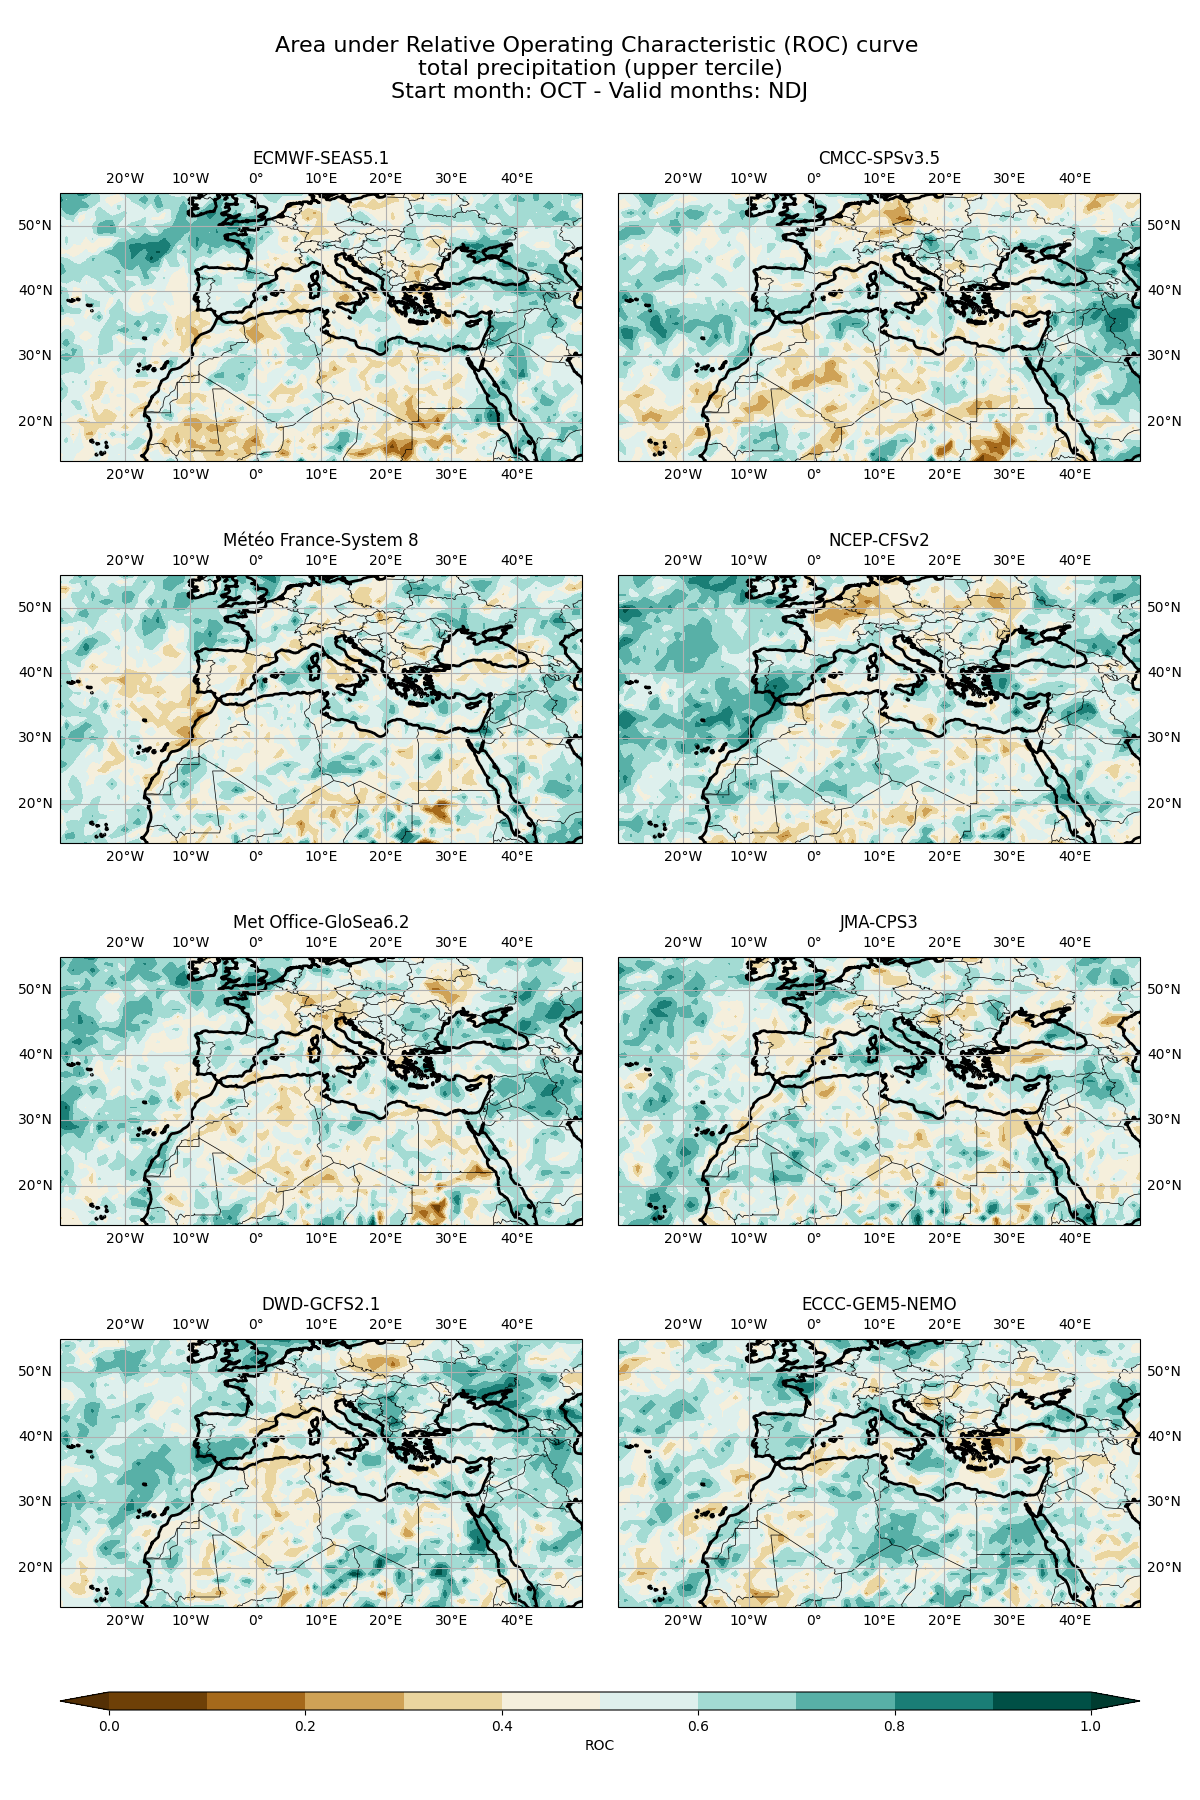 Area under Relative Operating Characteristic (ROC) curve
total precipitation (upper tercile)
Start month: OCT - Valid months: NDJ
ECMWF-SEAS5.1
CMCC-SPSv3.5
20°W 10°W 0° 10°E 20°E 30°E 40°E
20°W 10°W 0° 10°E 20°E 30°E 40°E
50°N 50°N
40°N 40°N
30°N 30°N
20°N 20°N
20°W 10°W 0° 10°E 20°E 30°E 40°E
20°W 10°W 0° 10°E 20°E 30°E 40°E
Météo France-System 8
NCEP-CFSv2
20°W 10°W 0° 10°E 20°E 30°E 40°E
20°W 10°W 0° 10°E 20°E 30°E 40°E
50°N 50°N
40°N 40°N
30°N 30°N
20°N 20°N
20°W 10°W 0° 10°E 20°E 30°E 40°E
20°W 10°W 0° 10°E 20°E 30°E 40°E
Met Office-GloSea6.2
JMA-CPS3
20°W 10°W 0° 10°E 20°E 30°E 40°E
20°W 10°W 0° 10°E 20°E 30°E 40°E
50°N 50°N
40°N 40°N
30°N 30°N
20°N 20°N
20°W 10°W 0° 10°E 20°E 30°E 40°E
20°W 10°W 0° 10°E 20°E 30°E 40°E
DWD-GCFS2.1
ECCC-GEM5-NEMO
20°W 10°W 0° 10°E 20°E 30°E 40°E
20°W 10°W 0° 10°E 20°E 30°E 40°E
50°N 50°N
40°N 40°N
30°N 30°N
20°N 20°N
20°W 10°W 0° 10°E 20°E 30°E 40°E
20°W 10°W 0° 10°E 20°E 30°E 40°E
0.0 0.2 0.4 0.6 0.8 1.0
ROC